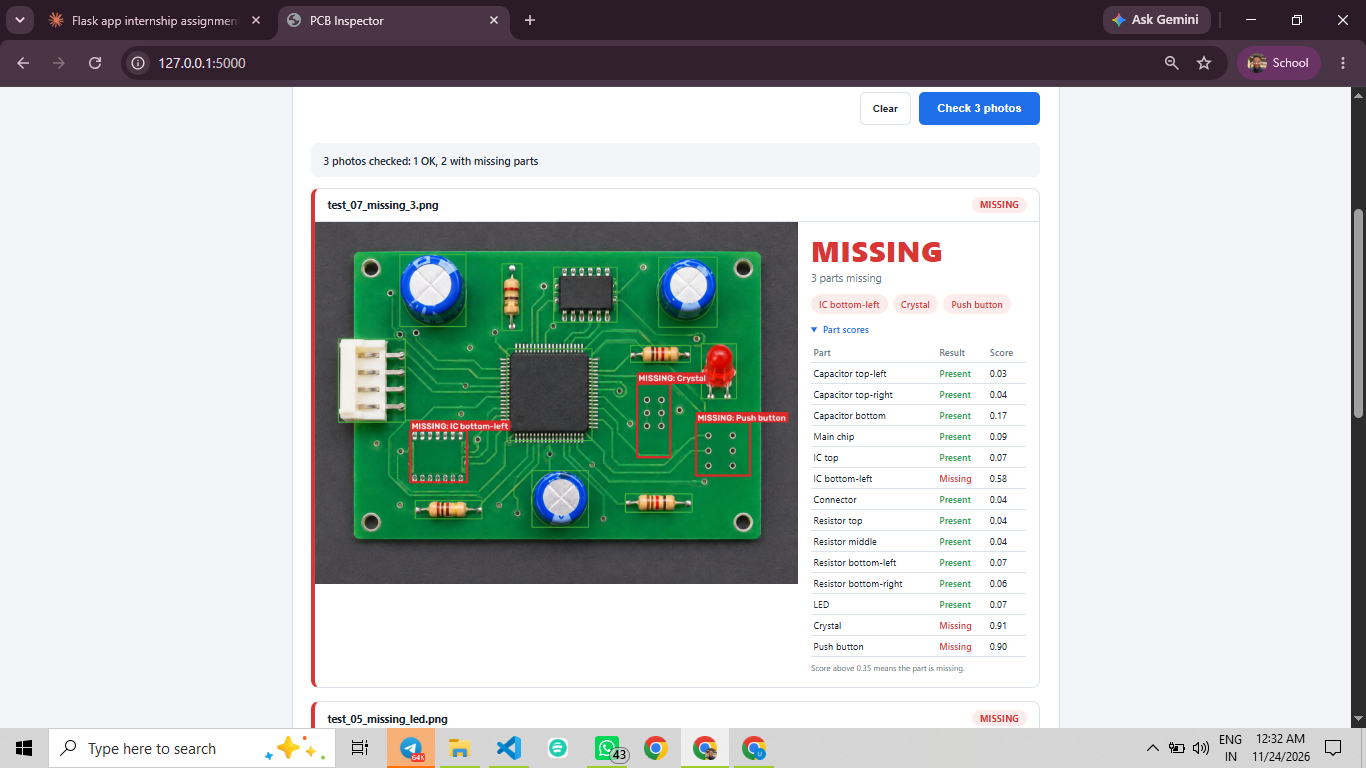 Flask app internship assignmen
PCB Inspector
Ask Gemini
127.0.0.1:5000
School
Clear
Check 3 photos
3 photos checked: 1 OK, 2 with missing parts
test_07_missing_3.png
MISSING
MISSING: Crystal
MISSING: Push button
MISSING: IC bottom-left
MISSING
3 parts missing
IC bottom-left
Crystal
Push button
Part scores
Part Result Score
Capacitor top-left Present 0.03
Capacitor top-right Present 0.04
Capacitor bottom Present 0.17
Main chip Present 0.09
IC top Present 0.07
IC bottom-left Missing 0.58
Connector Present 0.04
Resistor top Present 0.04
Resistor middle Present 0.04
Resistor bottom-left Present 0.07
Resistor bottom-right Present 0.06
LED Present 0.07
Crystal Missing 0.91
Push button Missing 0.90
Score above 0.35 means the part is missing.
test_05_missing_led.png
MISSING
Type here to search
64K
43
ENG
IN
12:32 AM
11/24/2026